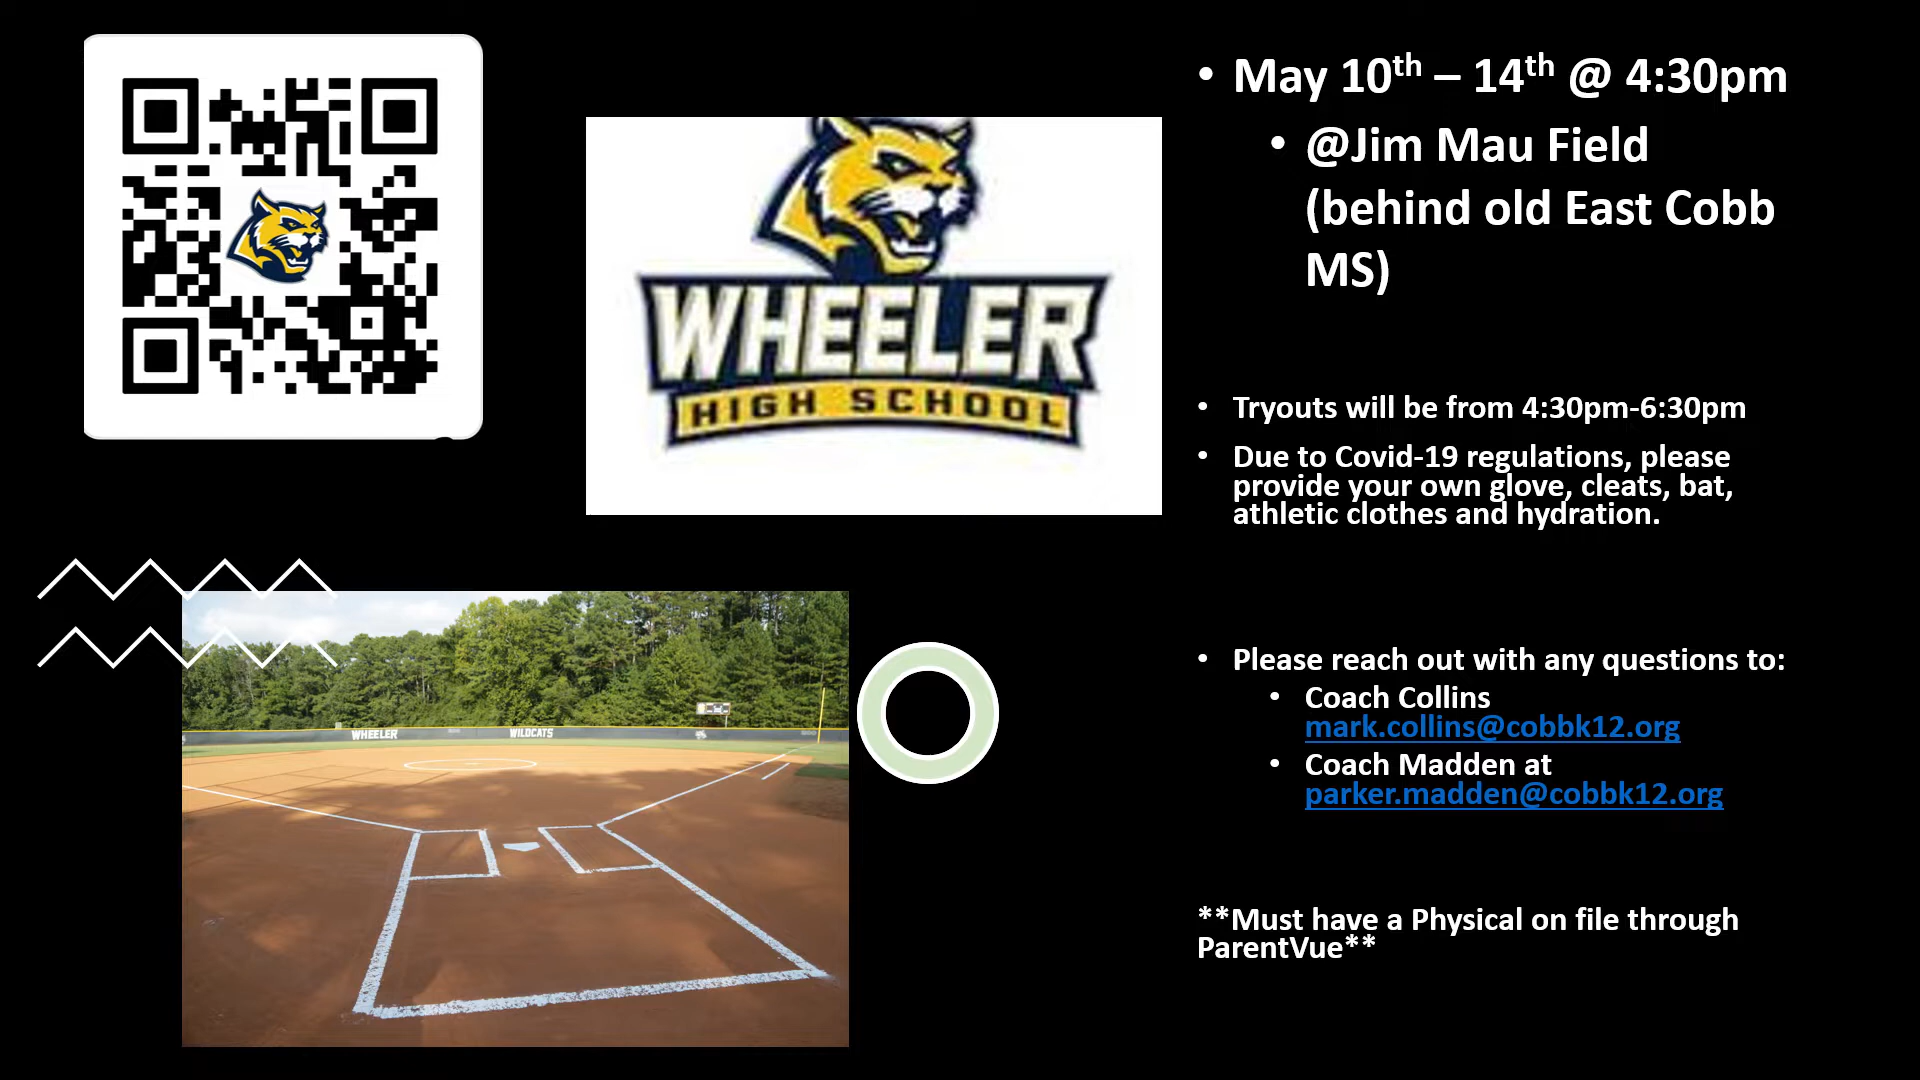 WHEELER
HIGH SCHOOL
• May 10th – 14th @ 4:30pm
• @Jim Mau Field
(behind old East Cobb
MS)
• Tryouts will be from 4:30pm-6:30pm
• Due to Covid-19 regulations, please
provide your own glove, cleats, bat,
athletic clothes and hydration.
• Please reach out with any questions to:
• Coach Collins
mark.collins@cobbk12.org
• Coach Madden at
parker.madden@cobbk12.org
**Must have a Physical on file through
ParentVue**
WHEELER
WILDCATS